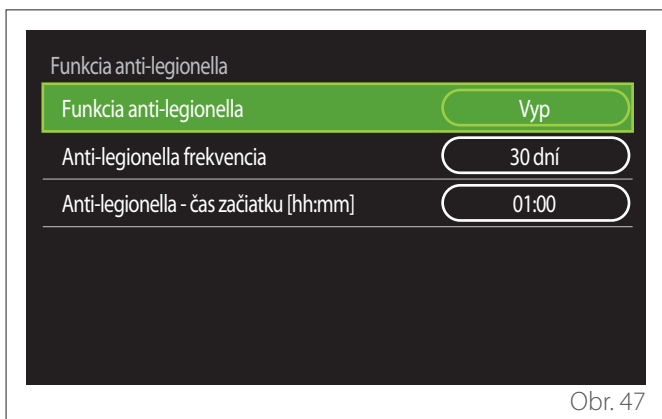 Funkcia anti-legionella
Funkcia anti-legionella Vyp
Anti-legionella frekvencia 30 dní
Anti-legionella - čas začiatku [hh:mm] 01:00
Obr. 47